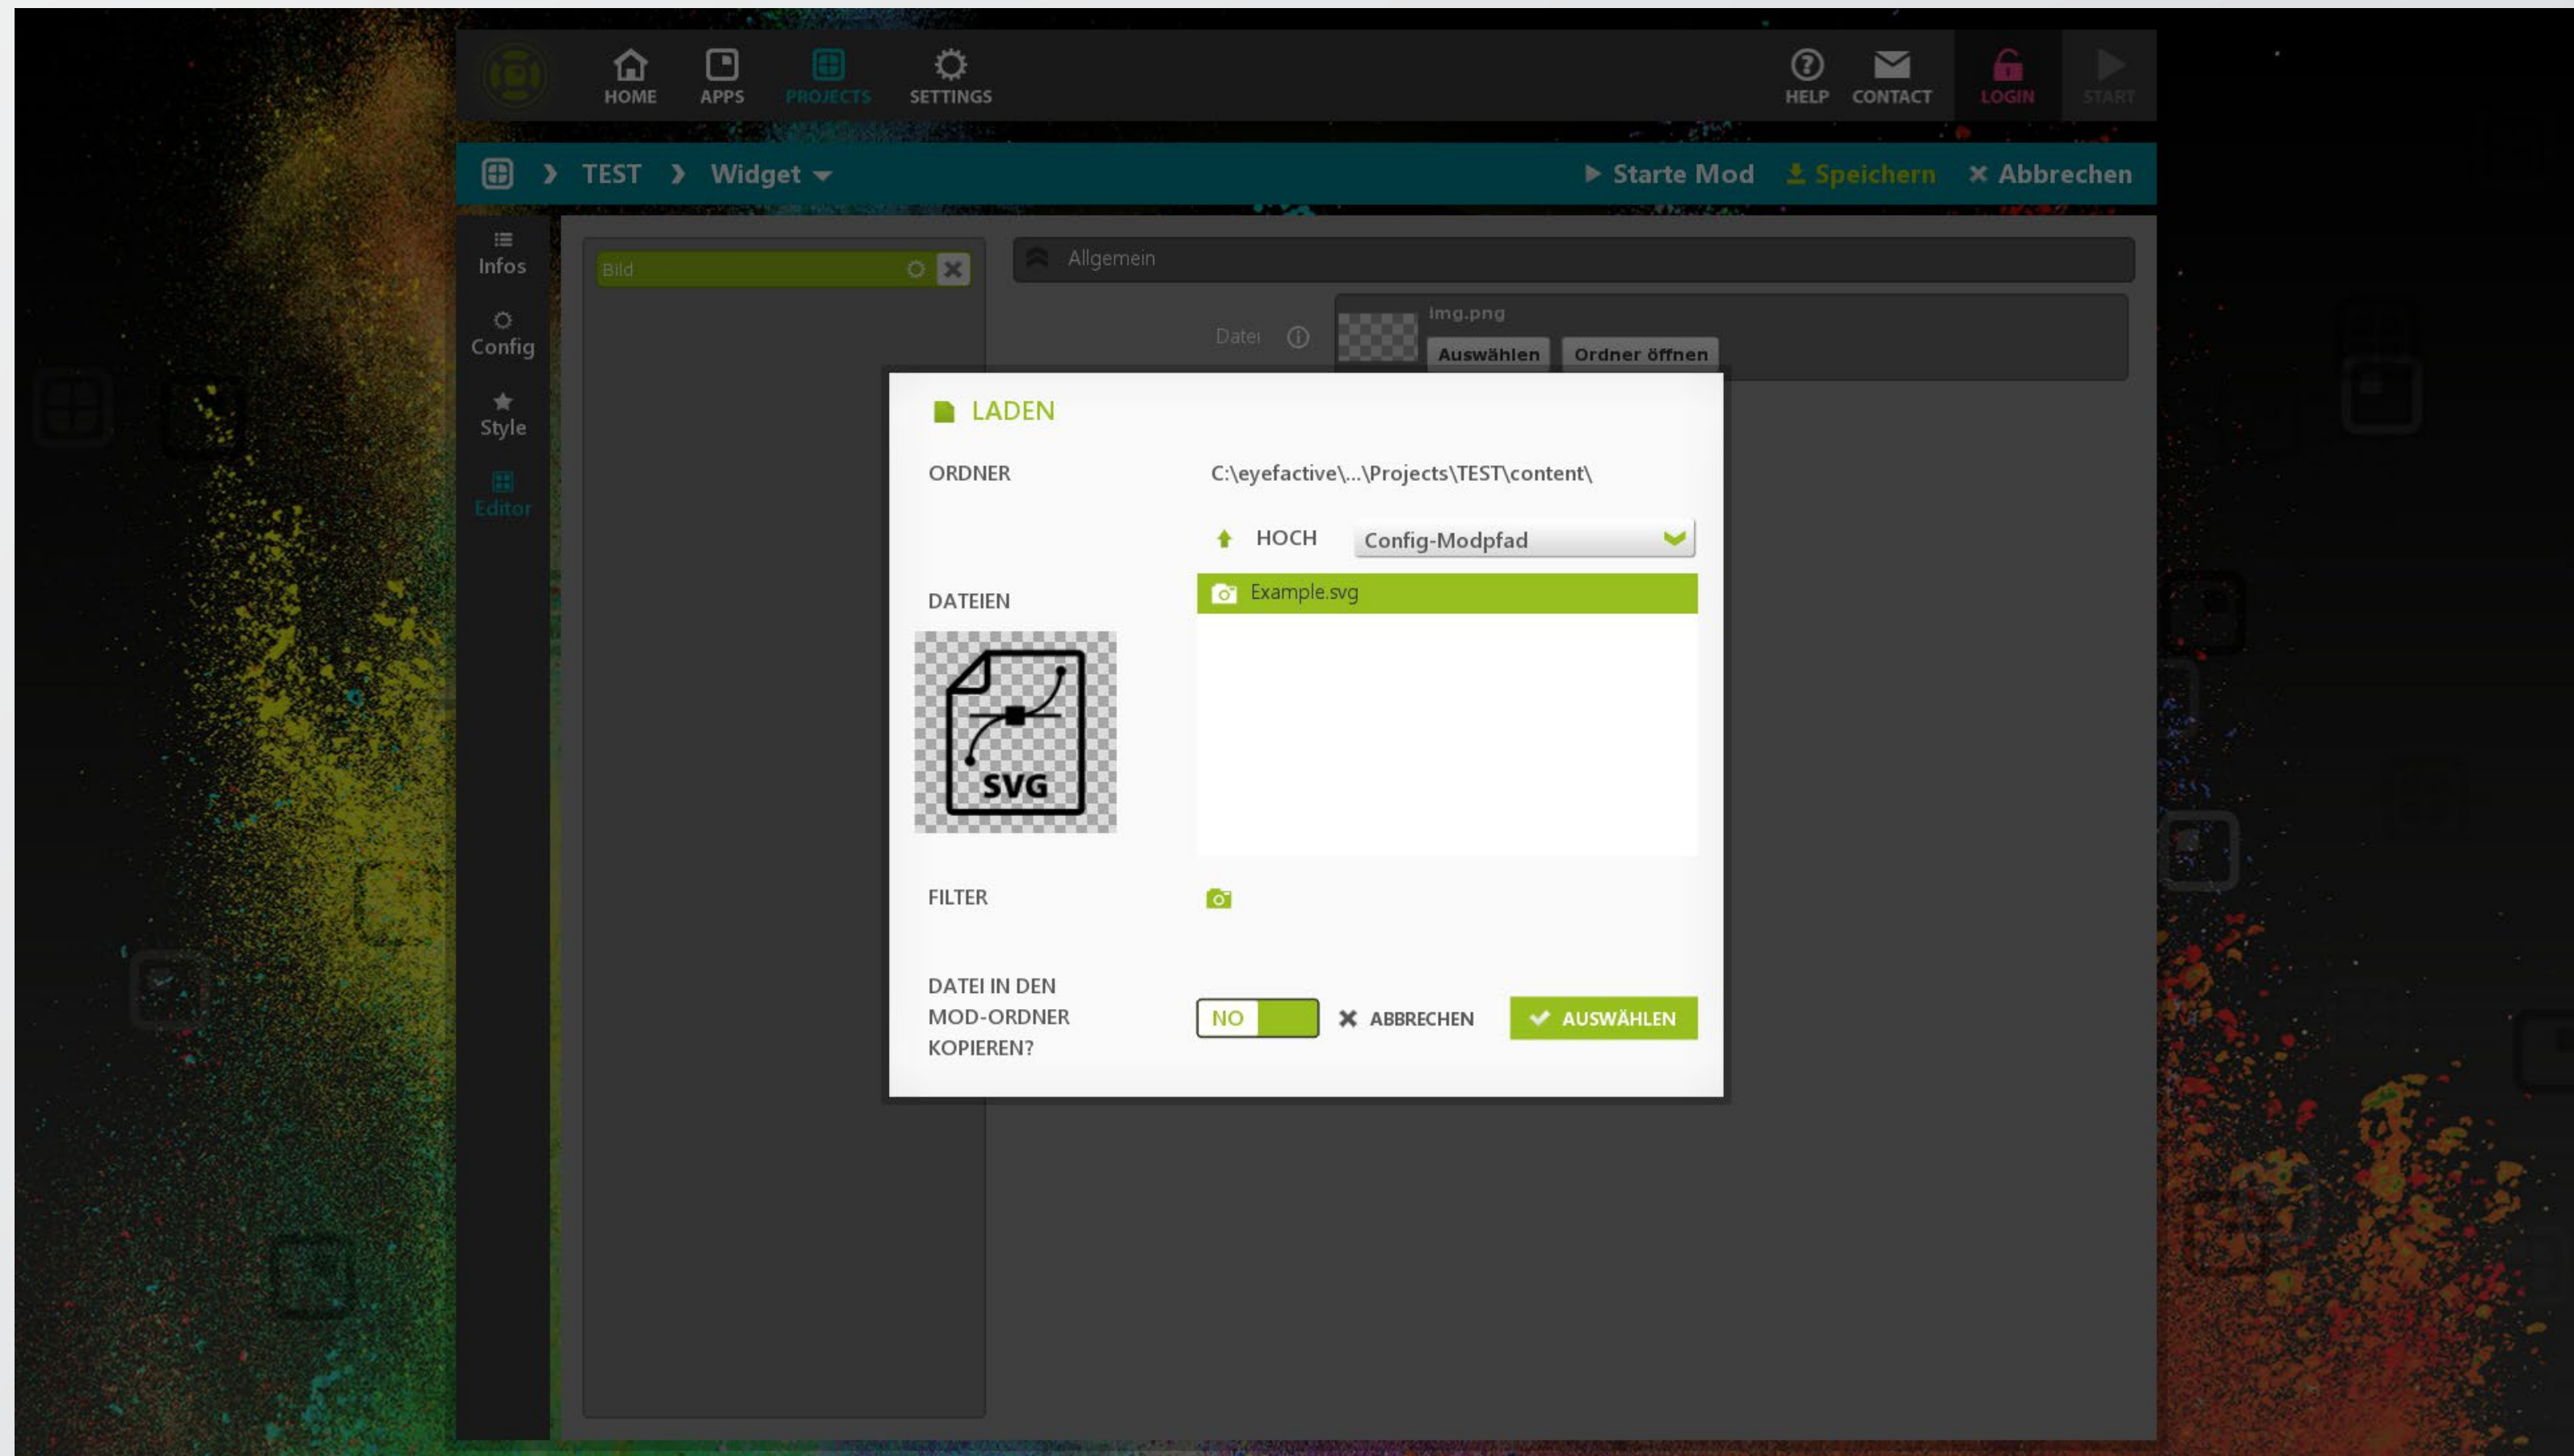 HOME APPS PROJECTS SETTINGS HELP CONTACT LOGIN START
TEST Widget Starte Mod Speichern Abbrechen
Infos
Config
Style
Editor
Bild
Allgemein
Datei
img.png
Auswählen Ordner öffnen
LADEN
ORDNER C:\eyefactive\...\Projects\TEST\content\
HOCH Config-Modpfad
DATEIEN Example.svg
SVG
FILTER
DATEI IN DEN
MOD-ORDNER
KOPIEREN?
NO ABBRECHEN AUSWÄHLEN